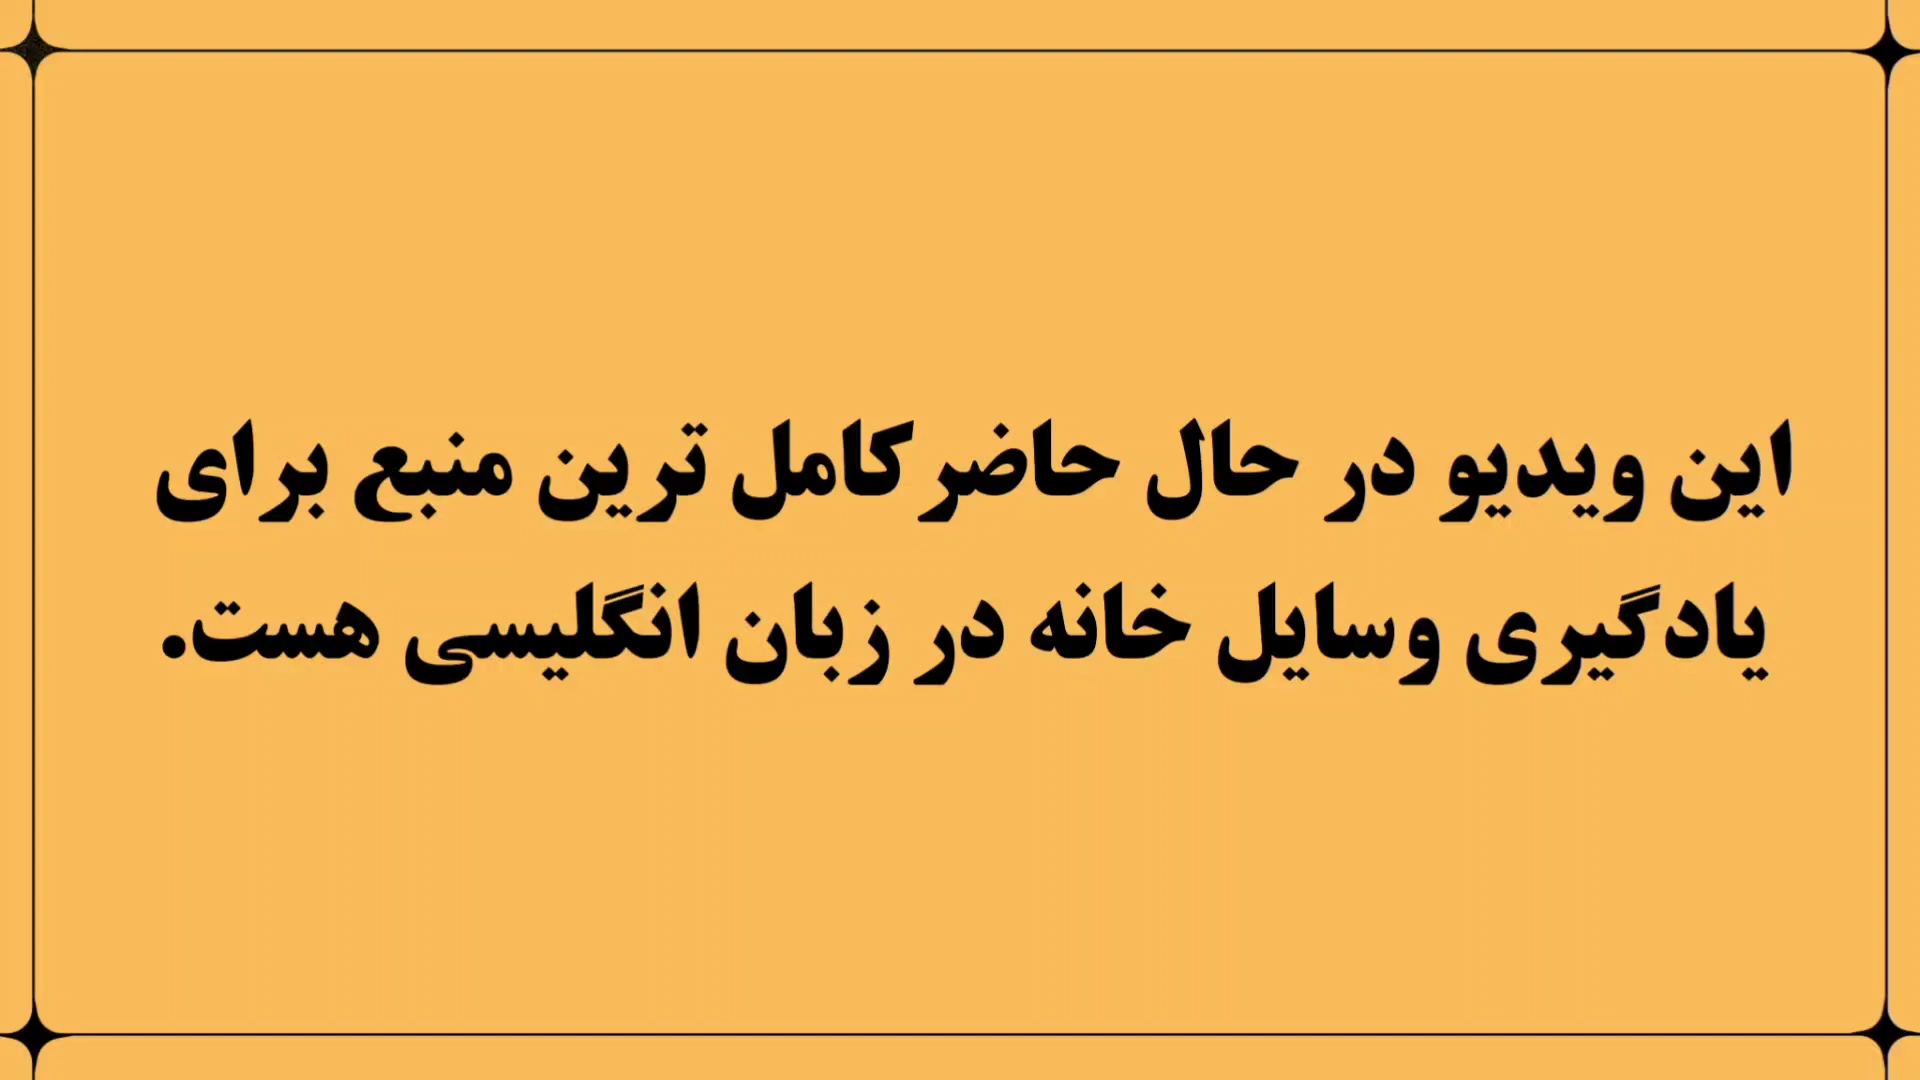 این ویدیو در حال حاضر کامل ترین منبع برای
یادگیری وسایل خانه در زبان انگلیسی هست.